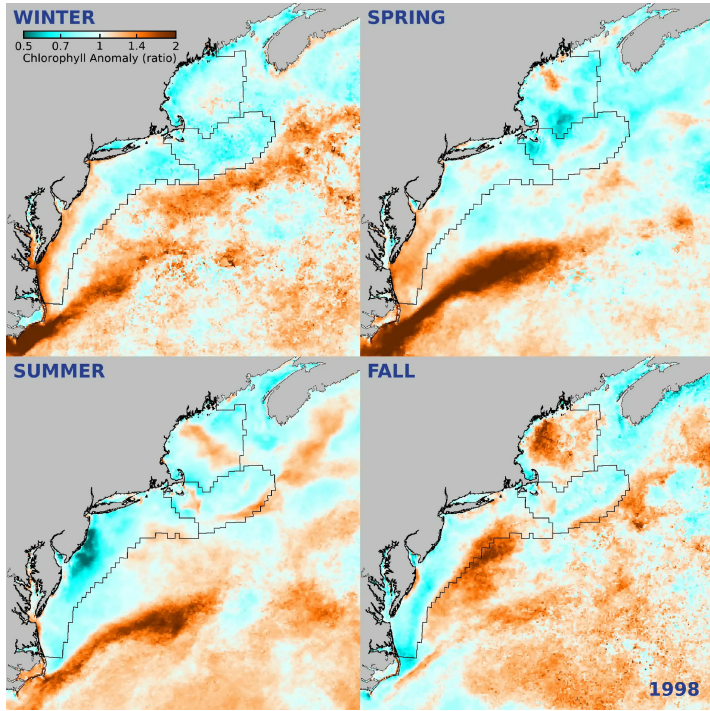 WINTER
0.5 0.7 1 1.4 2
Chlorophyll Anomaly (ratio)
SPRING
SUMMER
FALL
1998